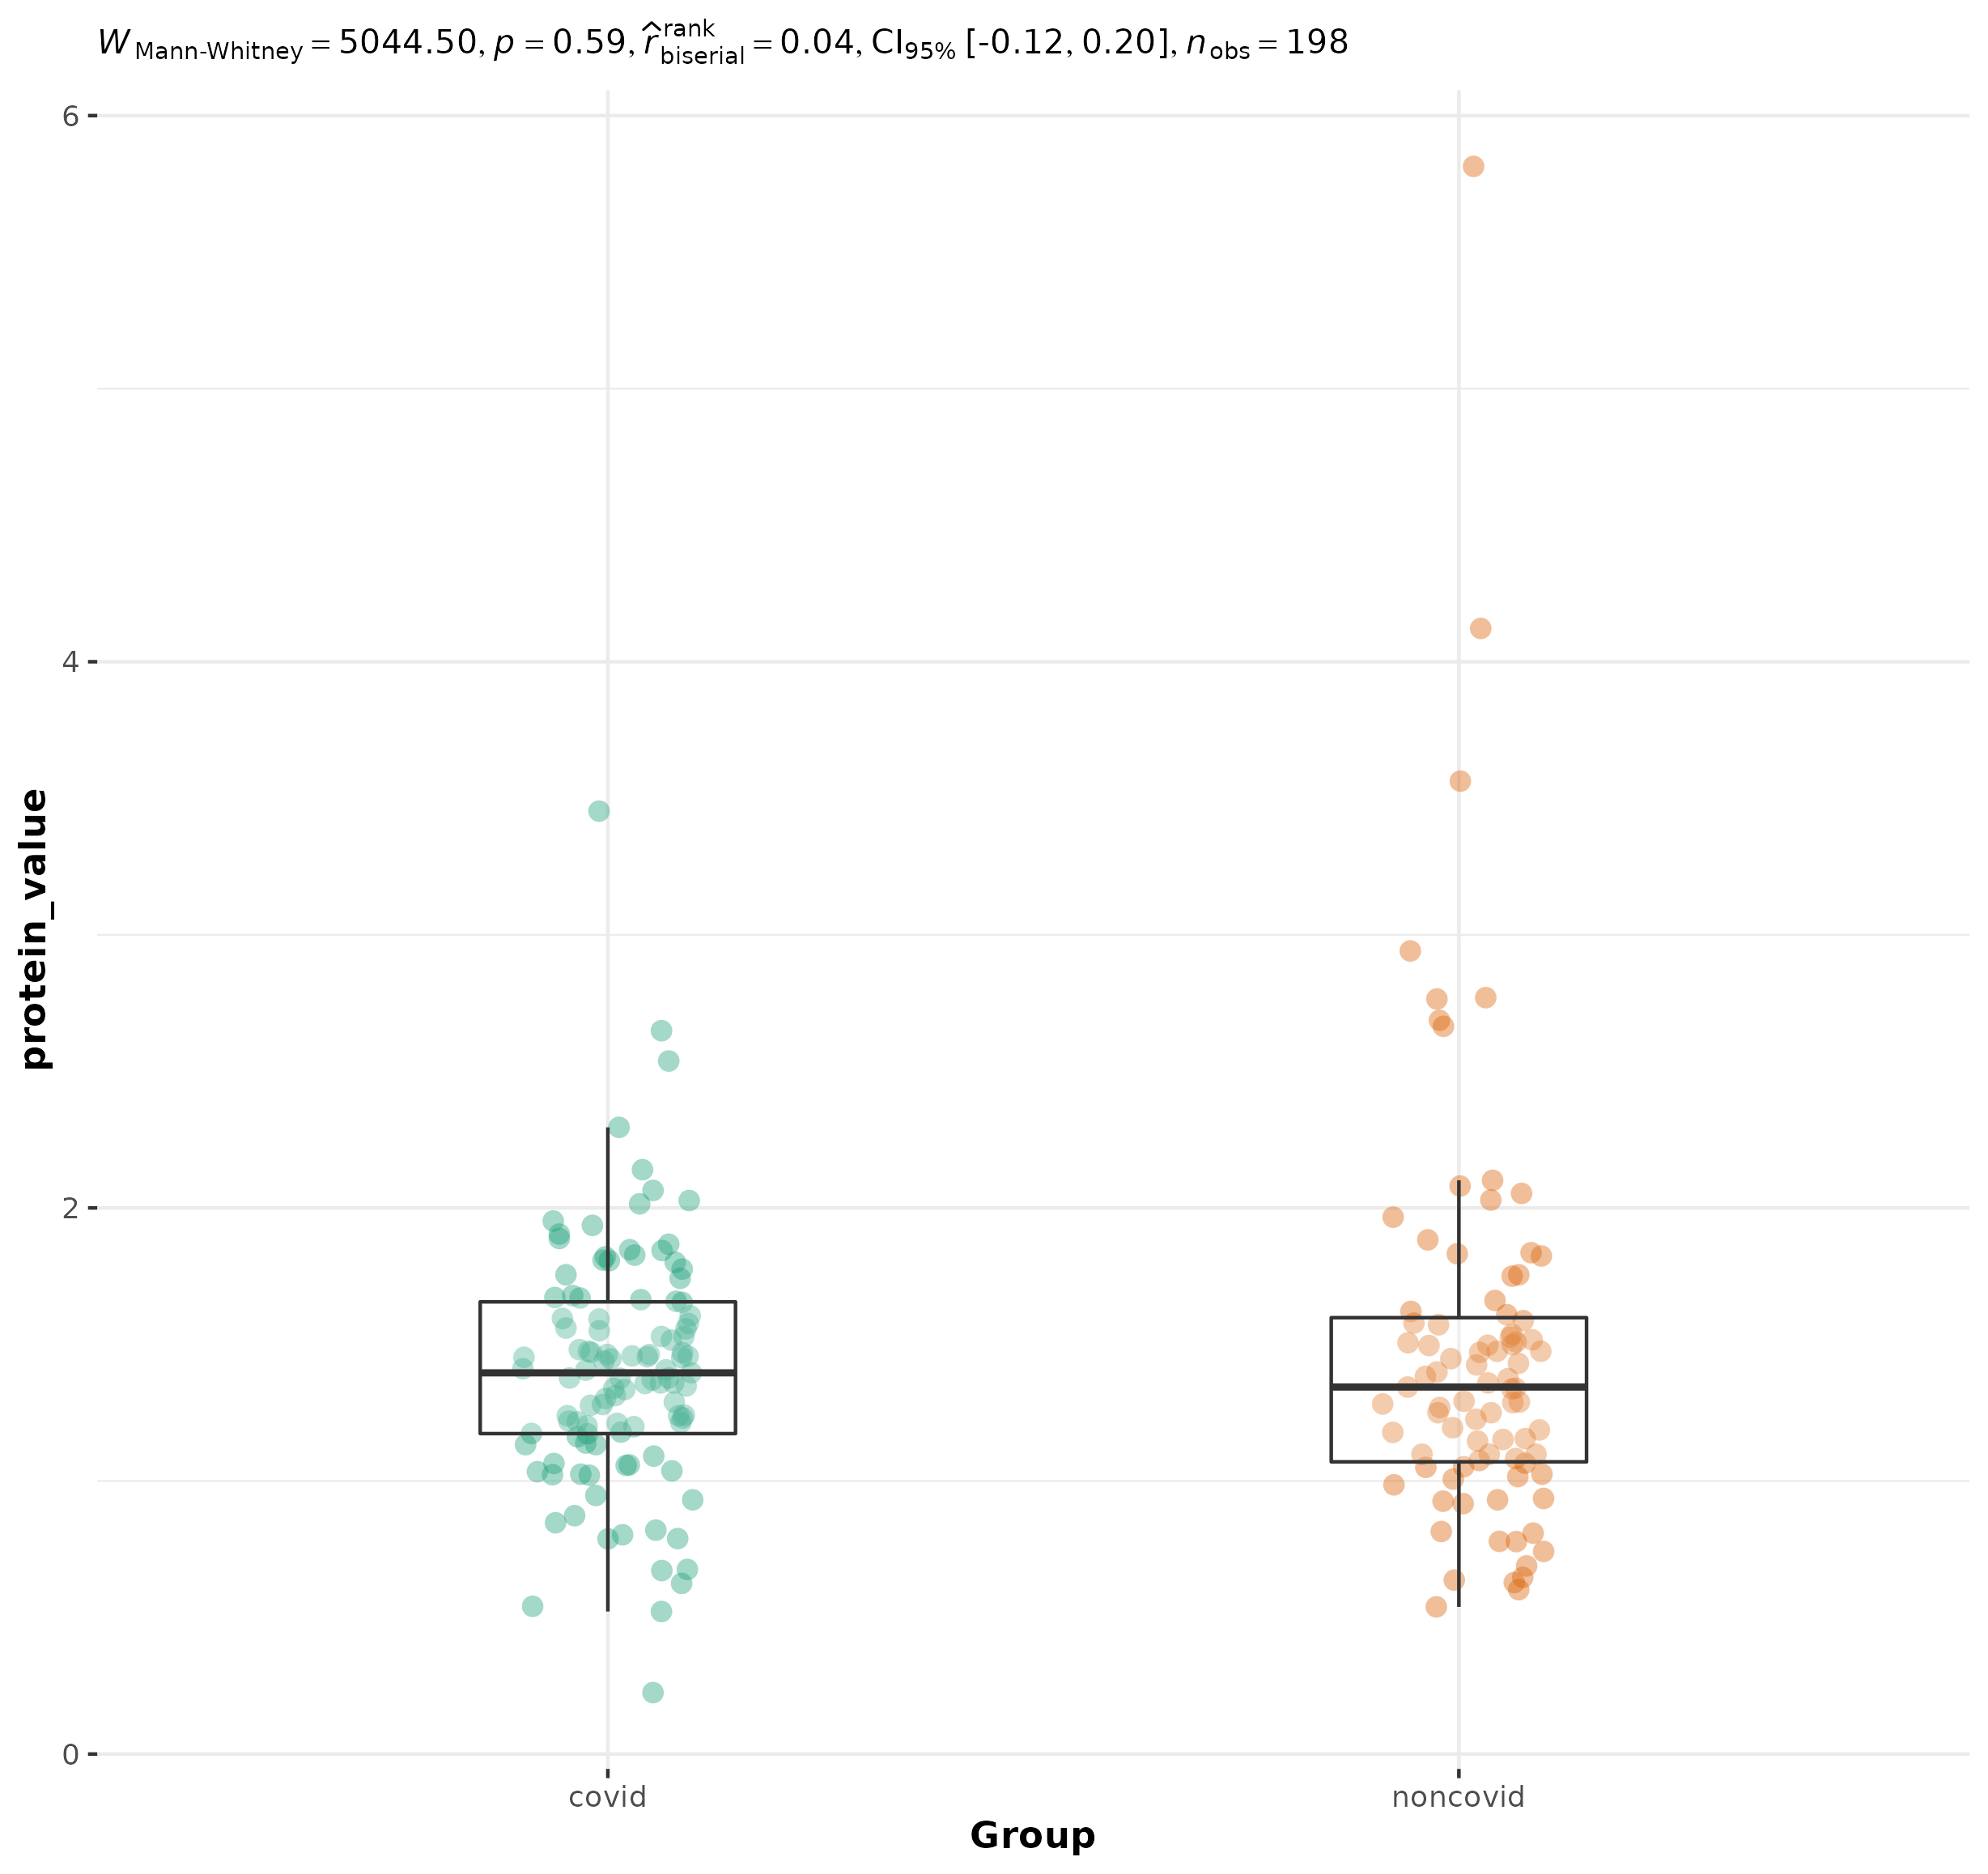 W Mann-Whitney = 5044.50, p = 0.59, r̂ rank biserial = 0.04, CI95% [-0.12, 0.20], n obs = 198
6
4
2
0
protein_value
covid noncovid
Group